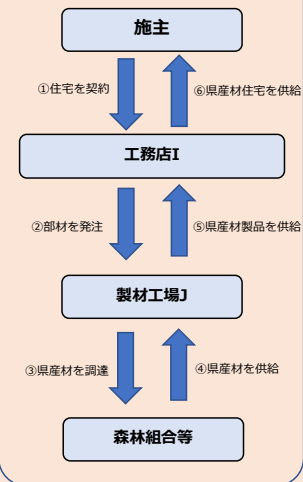 施主
①住宅を契約
⑥県産材住宅を供給
工務店I
②部材を発注
⑤県産材製品を供給
製材工場J
③県産材を調達
④県産材を供給
森林組合等